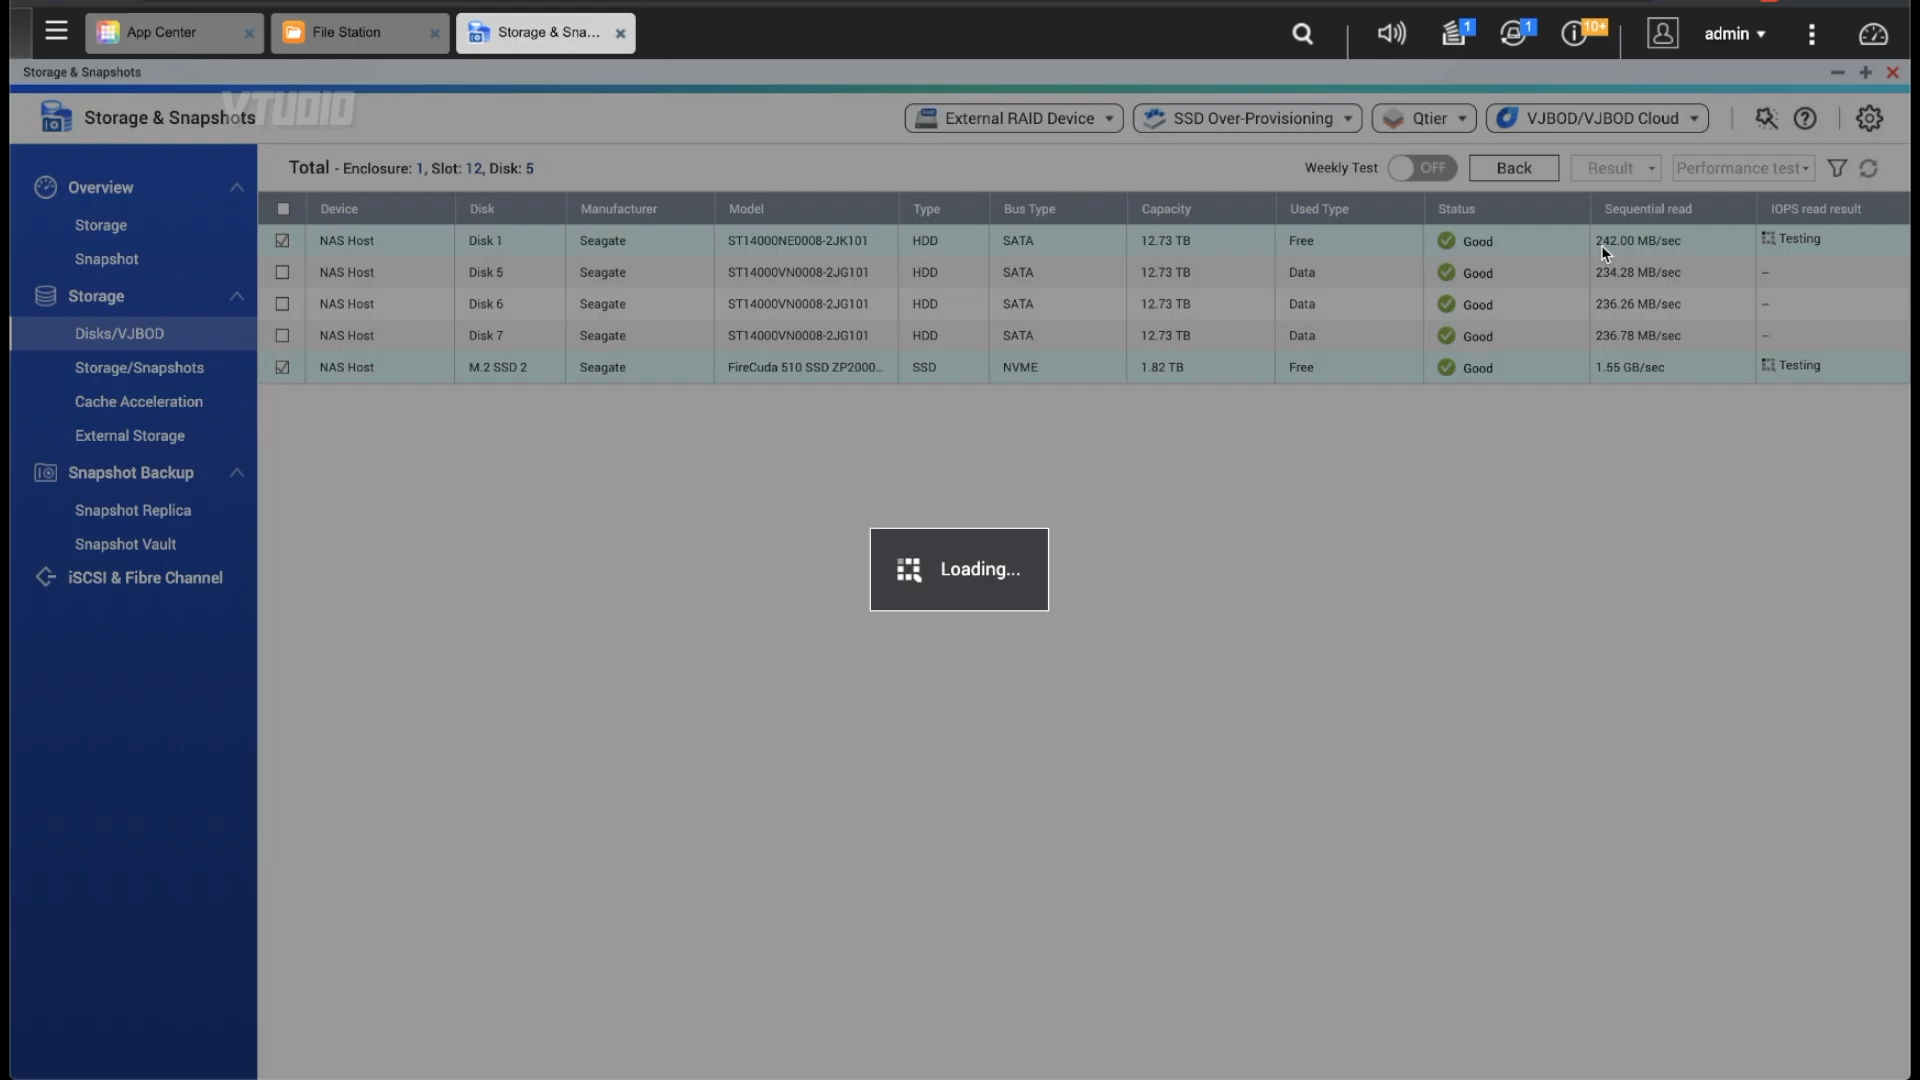 App Center
File Station
Storage & Sna...
1
1
10+
admin
Storage & Snapshots
VTUDIO
Storage & Snapshots
External RAID Device
SSD Over-Provisioning
Qtier
VJBOD/VJBOD Cloud
Total - Enclosure: 1, Slot: 12, Disk: 5
Weekly Test OFF
Back
Result
Performance test
Overview
Storage
Snapshot
Storage
Disks/VJBOD
Storage/Snapshots
Cache Acceleration
External Storage
Snapshot Backup
Snapshot Replica
Snapshot Vault
iSCSI & Fibre Channel
Device Disk Manufacturer Model Type Bus Type Capacity Used Type Status Sequential read IOPS read result
NAS Host Disk 1 Seagate ST14000NE0008-2JK101 HDD SATA 12.73 TB Free Good 242.00 MB/sec Testing
NAS Host Disk 5 Seagate ST14000VN0008-2JG101 HDD SATA 12.73 TB Data Good 234.28 MB/sec --
NAS Host Disk 6 Seagate ST14000VN0008-2JG101 HDD SATA 12.73 TB Data Good 236.26 MB/sec --
NAS Host Disk 7 Seagate ST14000VN0008-2JG101 HDD SATA 12.73 TB Data Good 236.78 MB/sec --
NAS Host M.2 SSD 2 Seagate FireCuda 510 SSD ZP2000... SSD NVME 1.82 TB Free Good 1.55 GB/sec Testing
Loading...